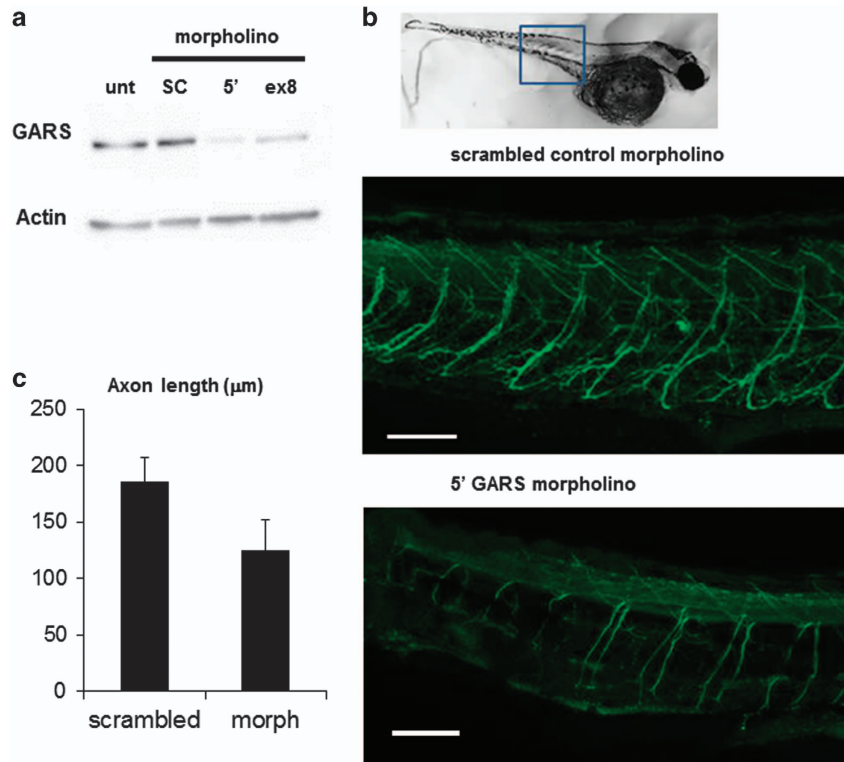 a
morpholino
unt SC 5' ex8
GARS
Actin
b
scrambled control morpholino
5' GARS morpholino
c
Axon length (μm)
250
200
150
100
50
0
scrambled morph